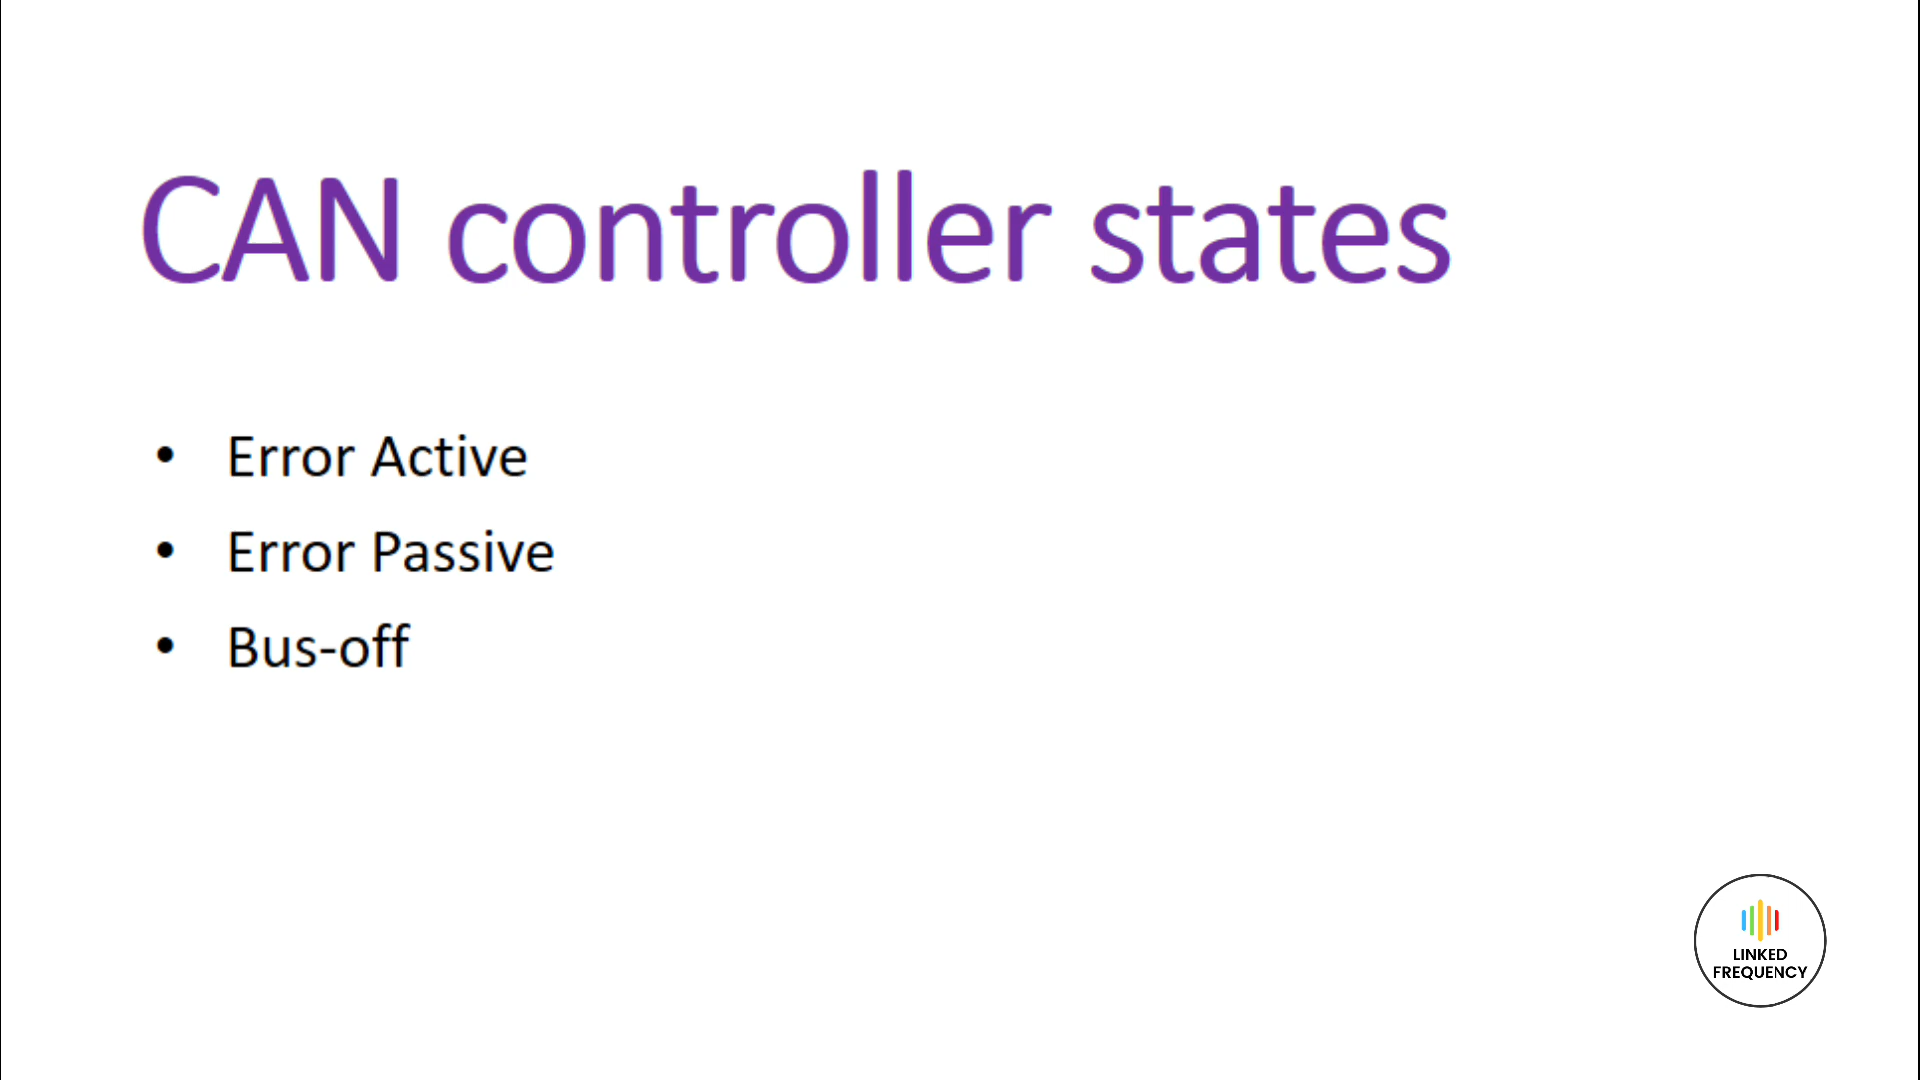 CAN controller states
• Error Active
• Error Passive
• Bus-off
LINKED
FREQUENCY